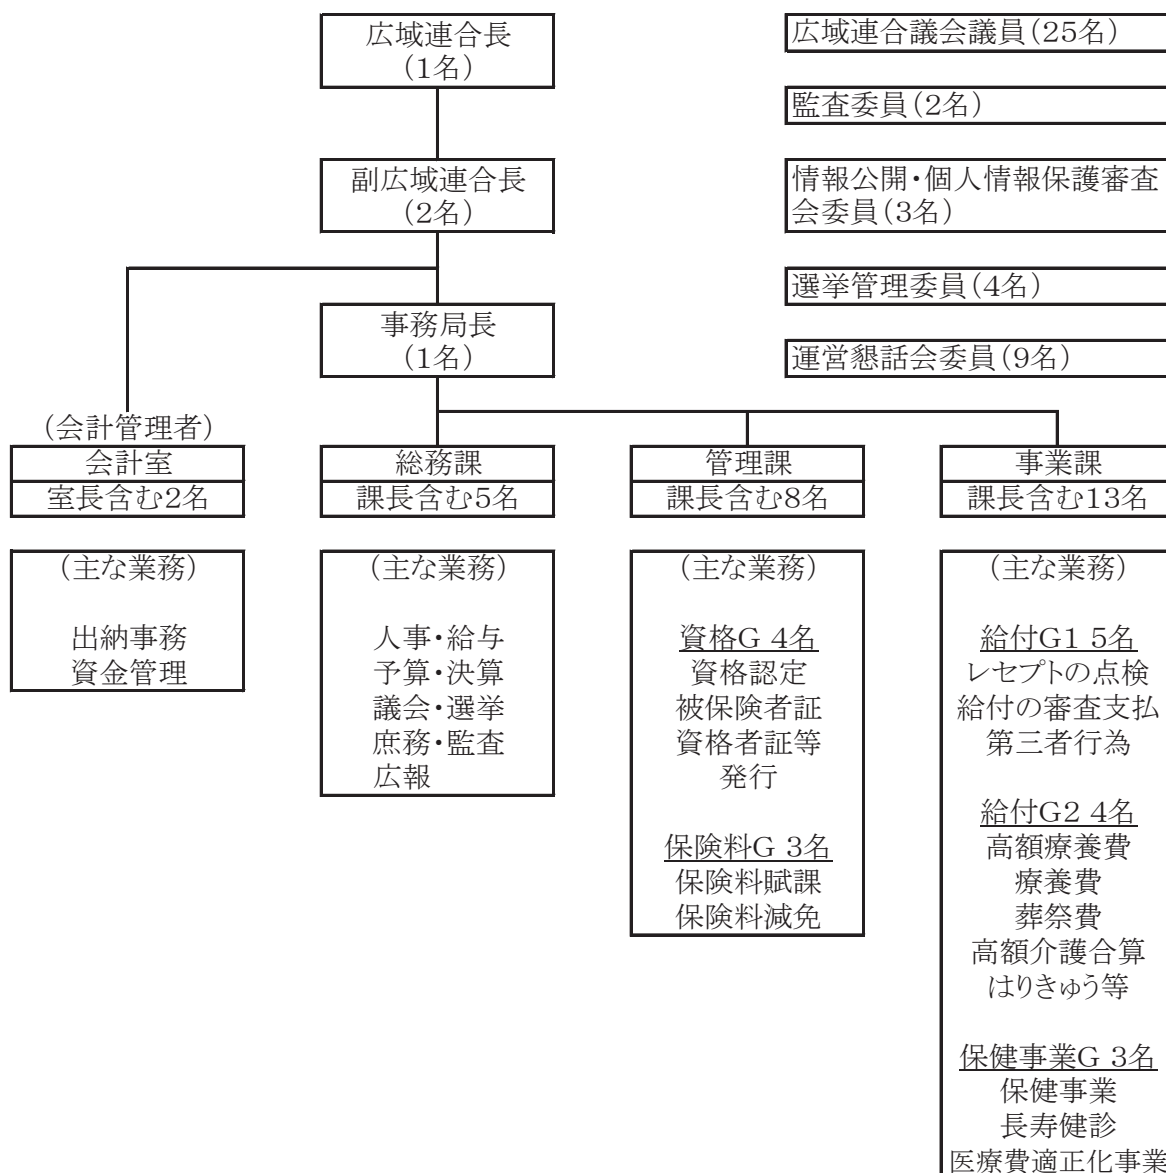 広域連合長
(1名)
広域連合議会議員(25名)
監査委員(2名)
副広域連合長
(2名)
情報公開・個人情報保護審査
会委員(3名)
選挙管理委員(4名)
事務局長
(1名)
運営懇話会委員(9名)
(会計管理者)
会計室
室長含む2名
総務課
課長含む5名
管理課
課長含む8名
事業課
課長含む13名
(主な業務)
出納事務
資金管理
(主な業務)
人事・給与
予算・決算
議会・選挙
庶務・監査
広報
(主な業務)
資格G 4名
資格認定
被保険者証
資格者証等
発行
保険料G 3名
保険料賦課
保険料減免
(主な業務)
給付G1 5名
レセプトの点検
給付の審査支払
第三者行為
給付G2 4名
高額療養費
療養費
葬祭費
高額介護合算
はりきゅう等
保健事業G 3名
保健事業
長寿健診
医療費適正化事業